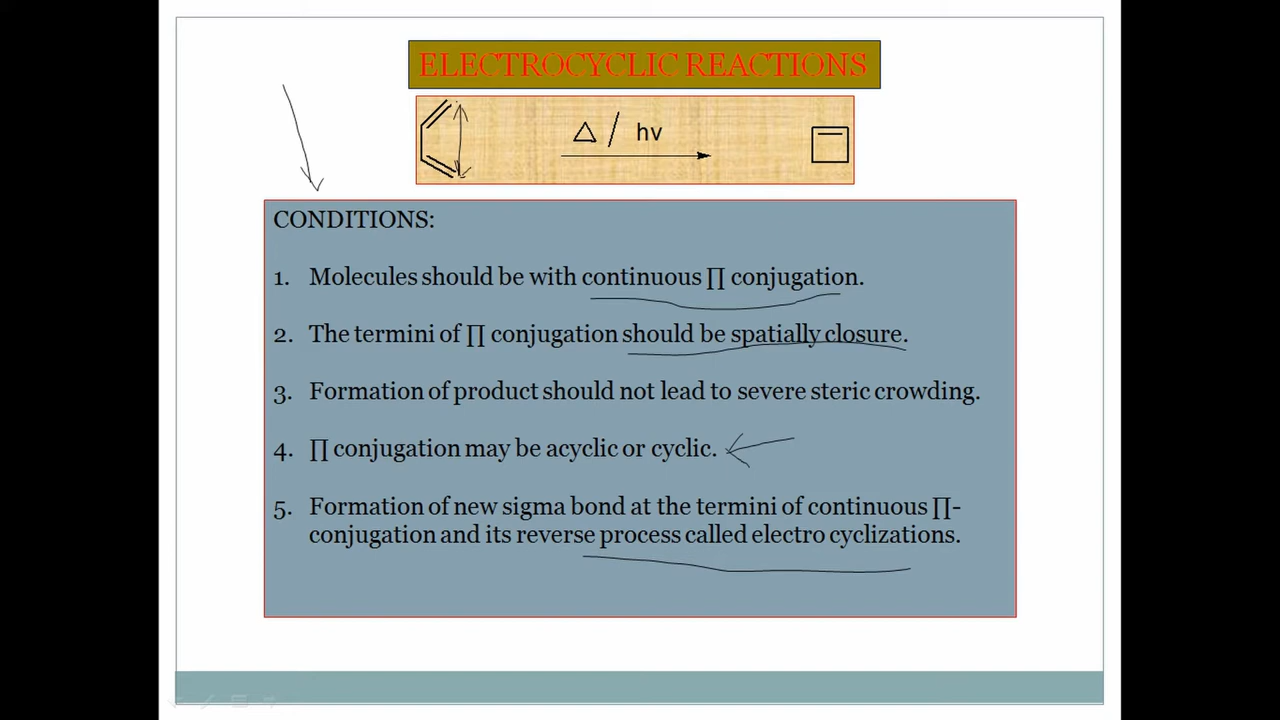 ELECTROCYCLIC REACTIONS
△ / hv
CONDITIONS:
1. Molecules should be with continuous ∏ conjugation.
2. The termini of ∏ conjugation should be spatially closure.
3. Formation of product should not lead to severe steric crowding.
4. ∏ conjugation may be acyclic or cyclic.
5. Formation of new sigma bond at the termini of continuous ∏-
conjugation and its reverse process called electro cyclizations.